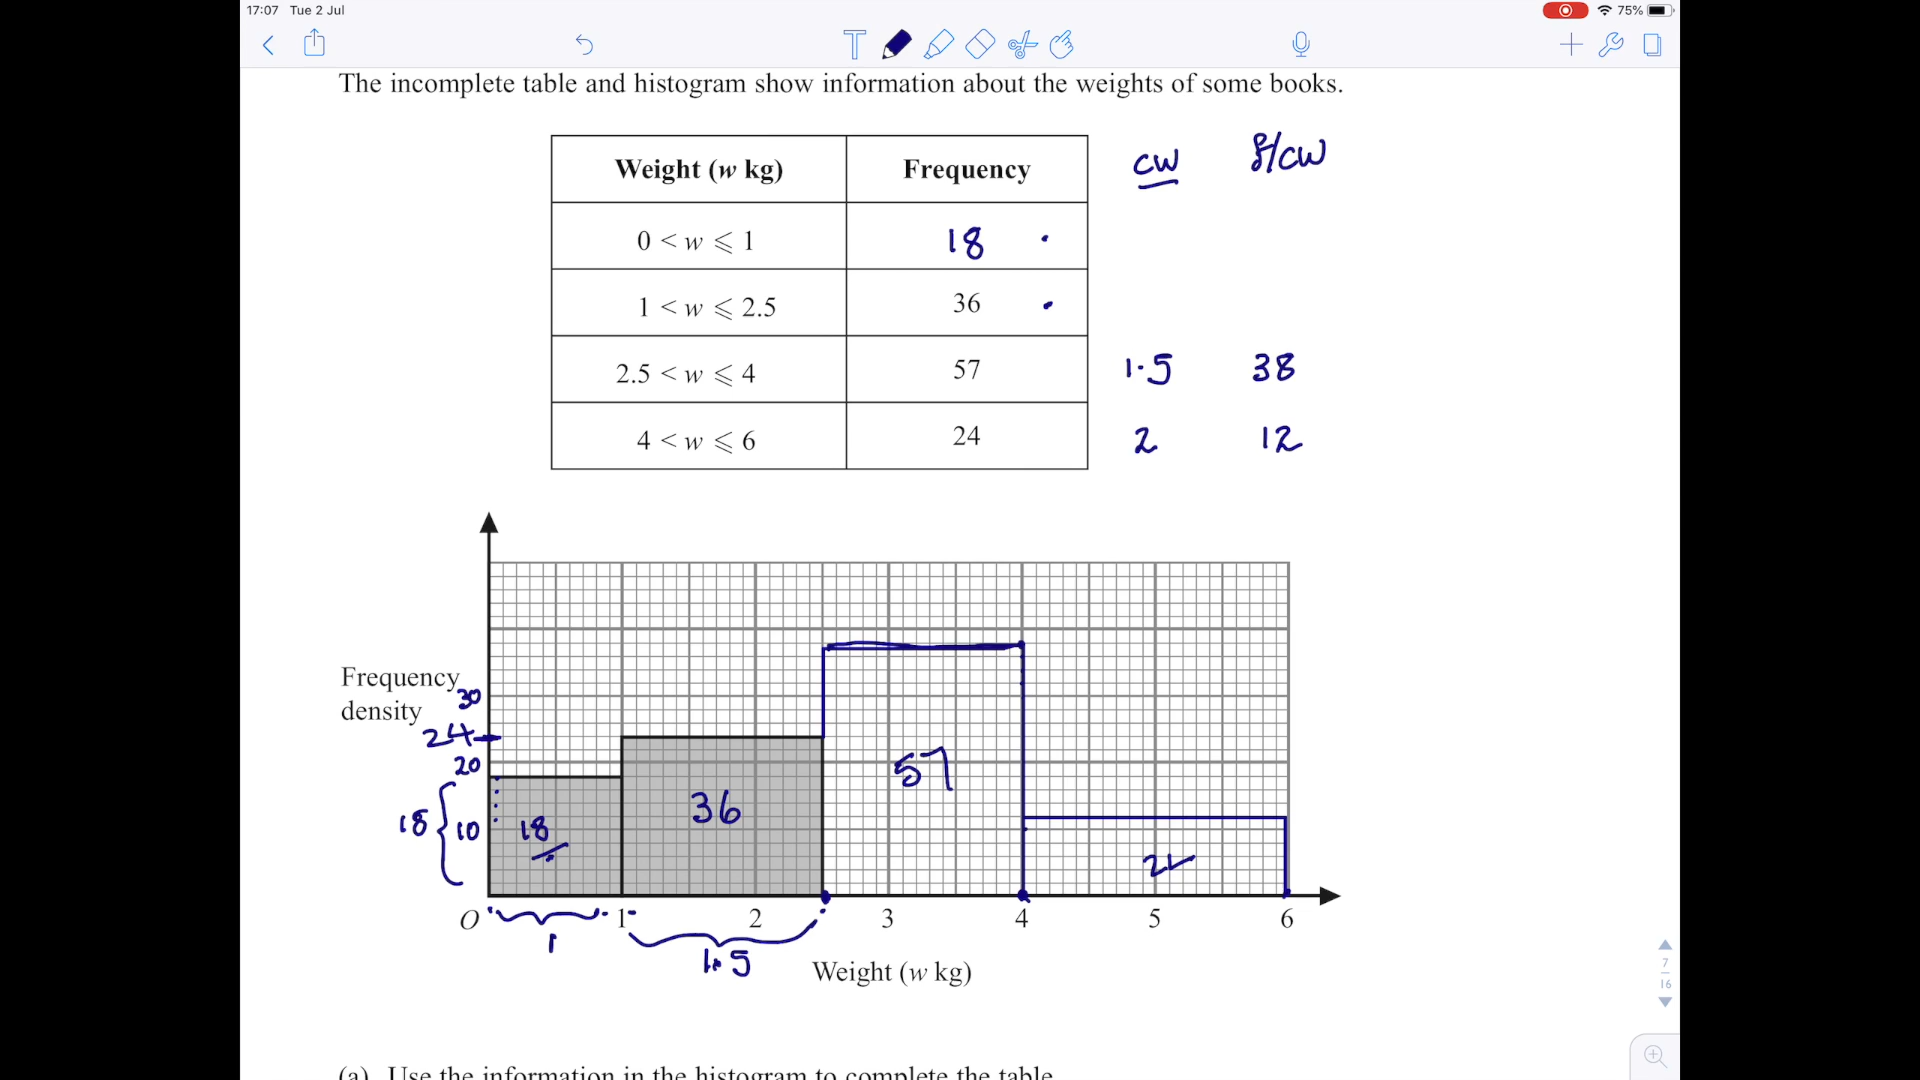 17:07 Tue 2 Jul
75%
The incomplete table and histogram show information about the weights of some books.
Weight (w kg) Frequency cw f/cw
0 < w ⩽ 1 18
1 < w ⩽ 2.5 36
2.5 < w ⩽ 4 57 1.5 38
4 < w ⩽ 6 24 2 12
Frequency
density
30
24
20
18
10
18
36
57
O 1 2 3 4 5 6
1
1.5
Weight (w kg)
7
16
(a) Use the information in the histogram to complete the table